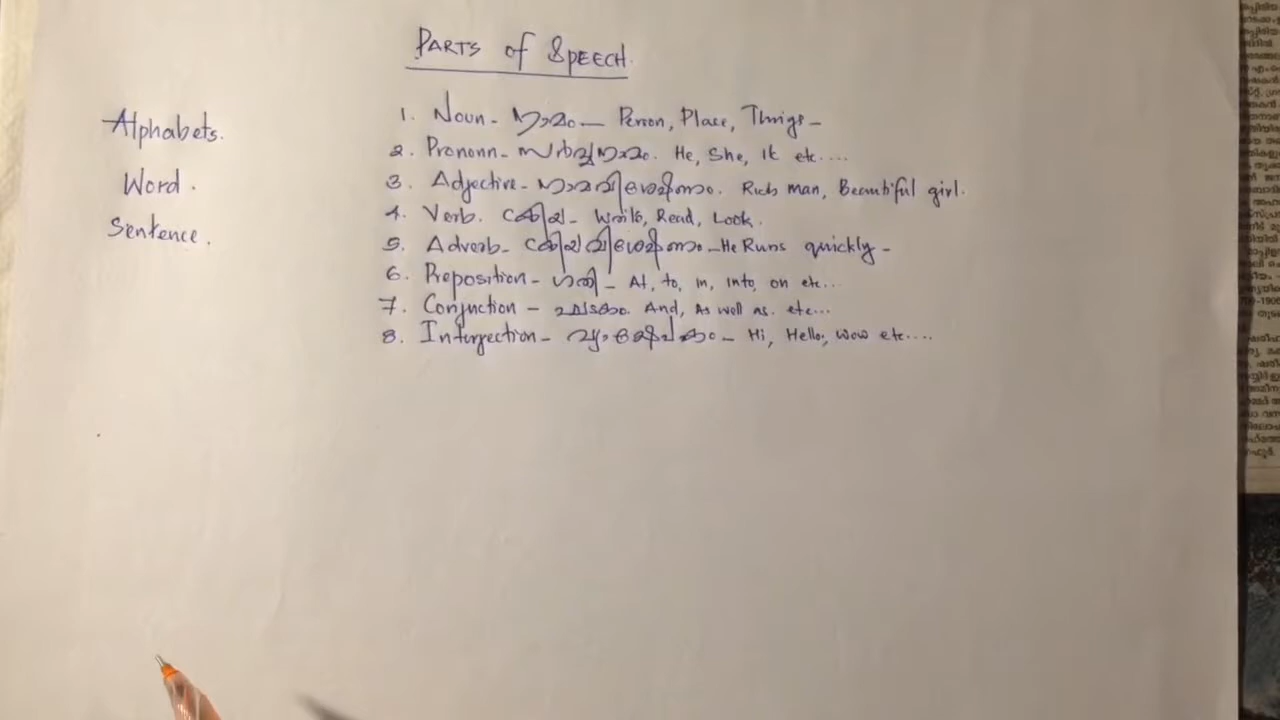 PARTS of SPEECH.
Alphabets.
Word.
Sentence.
1. Noun - നാമം — Person, Place, Things -
2. Pronoun - സർവ്വനാമം. He, She, It etc....
3. Adjective - നാമവിശേഷണം. Rich man, Beautiful girl.
4. Verb. ക്രിയ - Write, Read, Look.
5. Adverb - ക്രിയാവിശേഷണം - He Runs quickly -
6. Preposition - ഗതി - At, to, in, into, on etc...
7. Conjunction - ഘടകം. And, As well as. etc...
8. Interjection - വ്യാക്ഷേപകം - Hi, Hello, Wow etc....